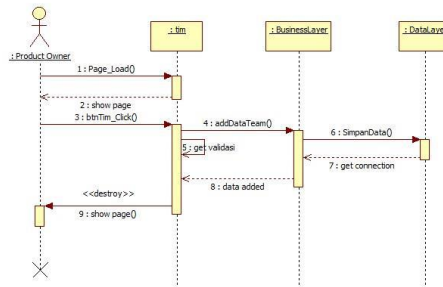 : tim
: BusinessLayer
: DataLaye
: Product Owner
1 : Page_Load()
2 : show page
3 : btnTim_Click()
4 : addDataTeam()
5 : get validasi
6 : SimpanData()
7 : get connection
8 : data added
<<destroy>>
9 : show page()